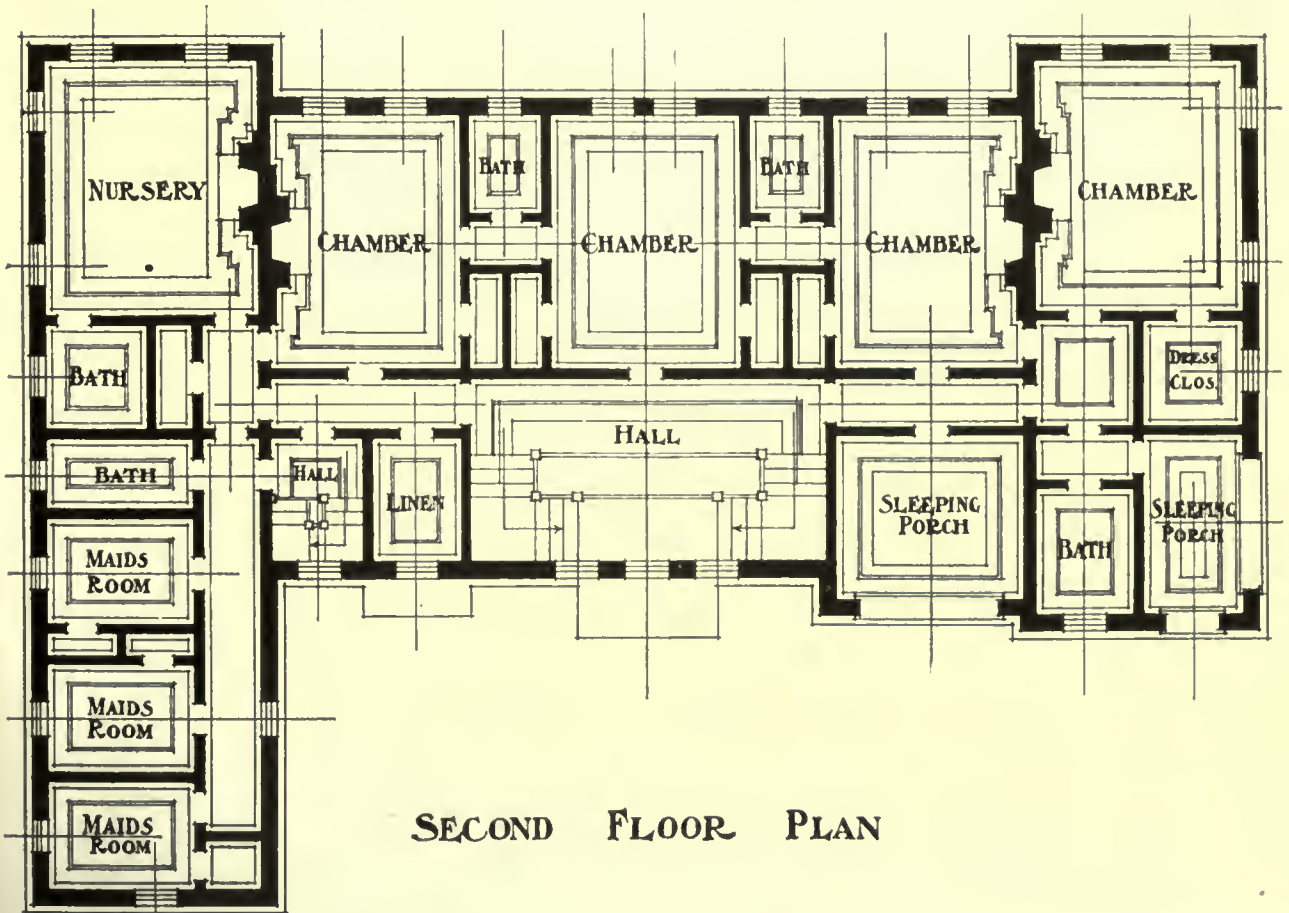 NURSERY
CHAMBER
BATH
CHAMBER
BATH
CHAMBER
CHAMBER
BATH
DRESS
CLOS.
HALL
BATH
HALL
LINEN
SLEEPING
PORCH
BATH
SLEEPING
PORCH
MAIDS
ROOM
MAIDS
ROOM
MAIDS
ROOM
SECOND FLOOR PLAN